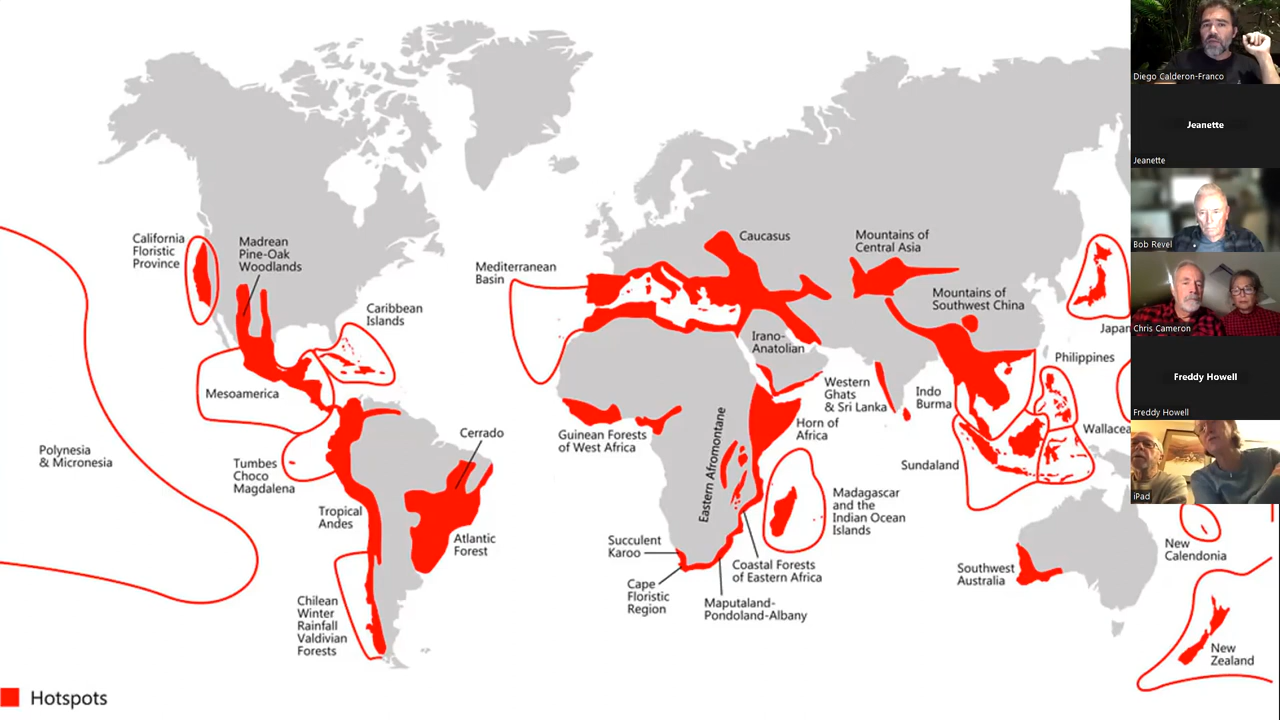 California
Floristic
Province
Madrean
Pine-Oak
Woodlands
Caribbean
Islands
Mesoamerica
Polynesia
& Micronesia
Tumbes
Choco
Magdalena
Tropical
Andes
Cerrado
Atlantic
Forest
Chilean
Winter
Rainfall
Valdivian
Forests
Mediterranean
Basin
Caucasus
Mountains of
Central Asia
Mountains of
Southwest China
Irano-
Anatolian
Western
Ghats
& Sri Lanka
Indo
Burma
Horn of
Africa
Guinean Forests
of West Africa
Eastern Afromontane
Madagascar
and the
Indian Ocean
Islands
Succulent
Karoo
Cape
Floristic
Region
Coastal Forests
of Eastern Africa
Maputaland-
Pondoland-Albany
Sundaland
Japan
Philippines
Wallacea
Southwest
Australia
New
Calendonia
New
Zealand
Hotspots
Diego Calderon-Franco
Jeanette
Jeanette
Bob Revel
Chris Cameron
Freddy Howell
Freddy Howell
iPad